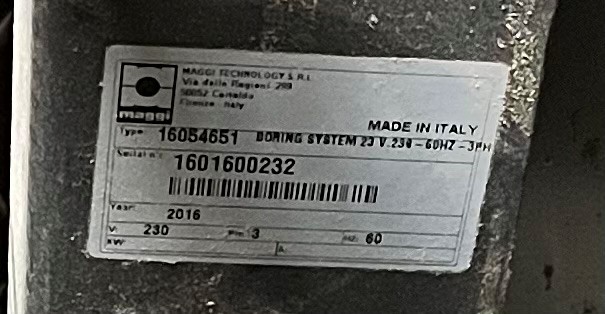 MAGGI TECHNOLOGY S.R.L.
Via delle Regioni 299
50052 Certaldo
Firenze - Italy
maggi
MADE IN ITALY
Type 16054651 BORING SYSTEM 23 V.230-60HZ-3PH
Serial n°: 1601600232
Year: 2016
V: 230 PH: 3 HZ: 60
KW: A: